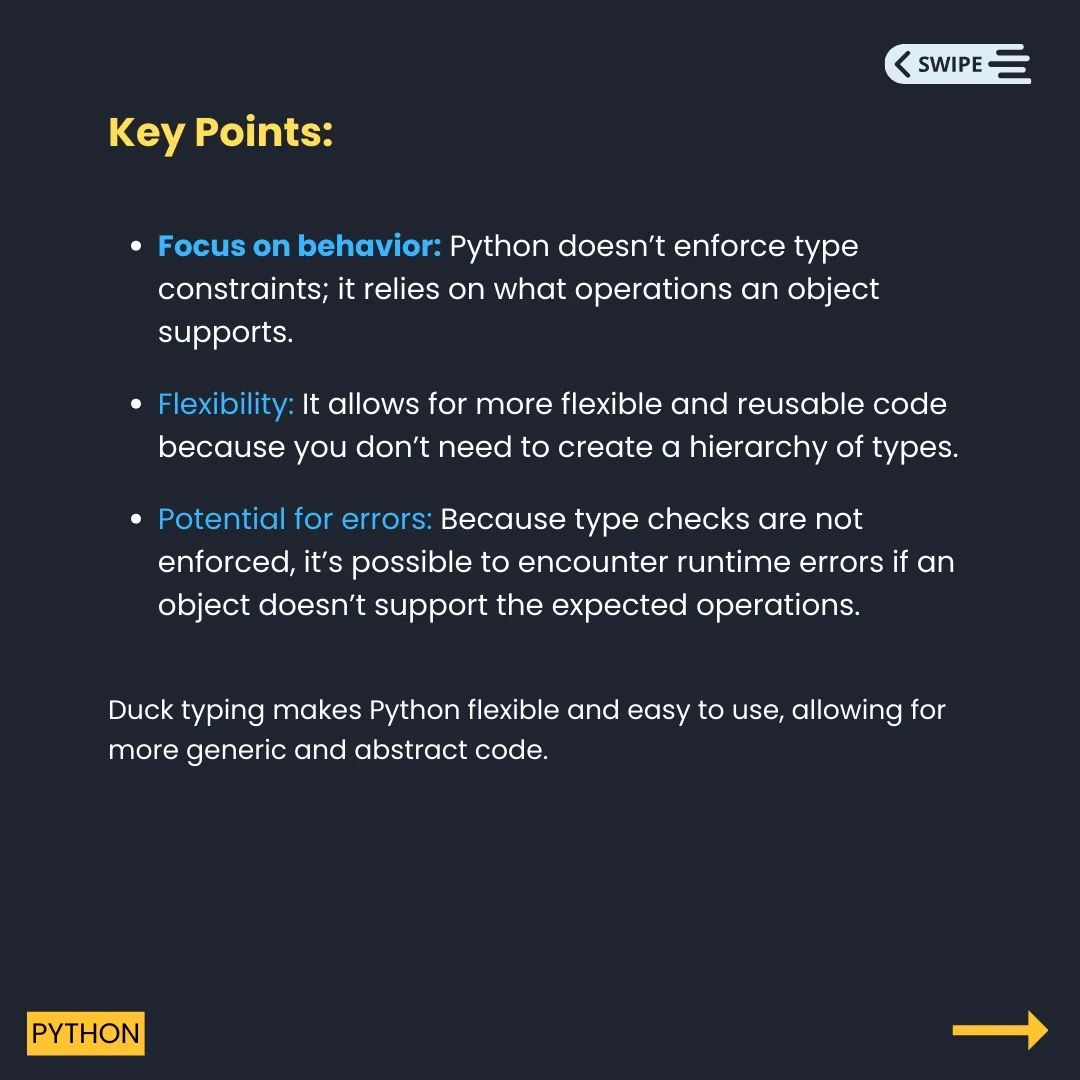 SWIPE
Key Points:
• Focus on behavior: Python doesn’t enforce type
constraints; it relies on what operations an object
supports.
• Flexibility: It allows for more flexible and reusable code
because you don’t need to create a hierarchy of types.
• Potential for errors: Because type checks are not
enforced, it’s possible to encounter runtime errors if an
object doesn’t support the expected operations.
Duck typing makes Python flexible and easy to use, allowing for
more generic and abstract code.
PYTHON